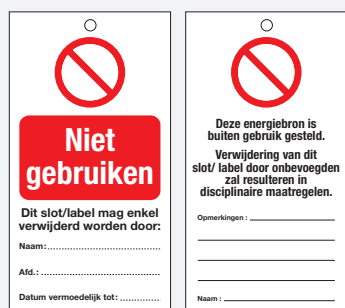 Niet
gebruiken
Dit slot/label mag enkel
verwijderd worden door:
Naam:
Afd.:
Datum vermoedelijk tot:
Deze energiebron is
buiten gebruik gesteld.
Verwijdering van dit
slot/ label door onbevoegden
zal resulteren in
disciplinaire maatregelen.
Opmerkingen :
Naam :